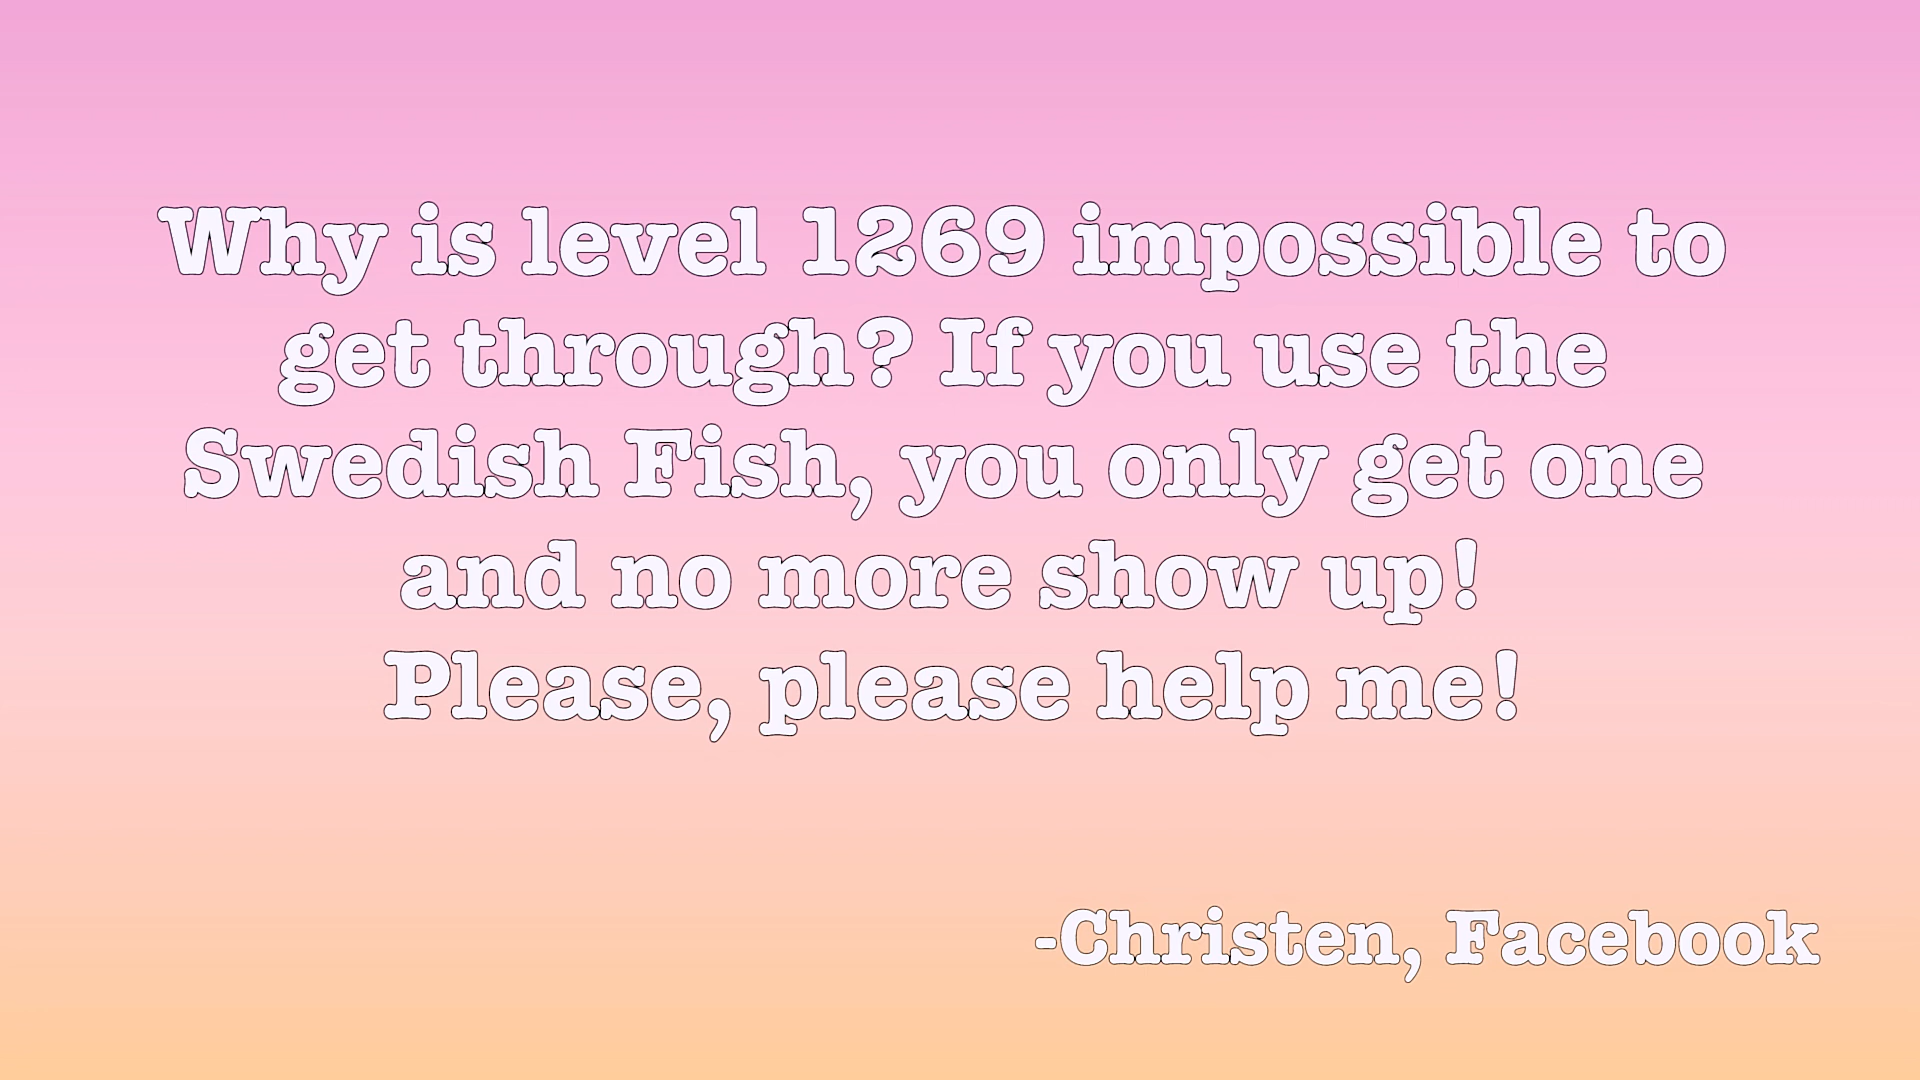 Why is level 1269 impossible to
get through? If you use the
Swedish Fish, you only get one
and no more show up!
Please, please help me!
-Christen, Facebook